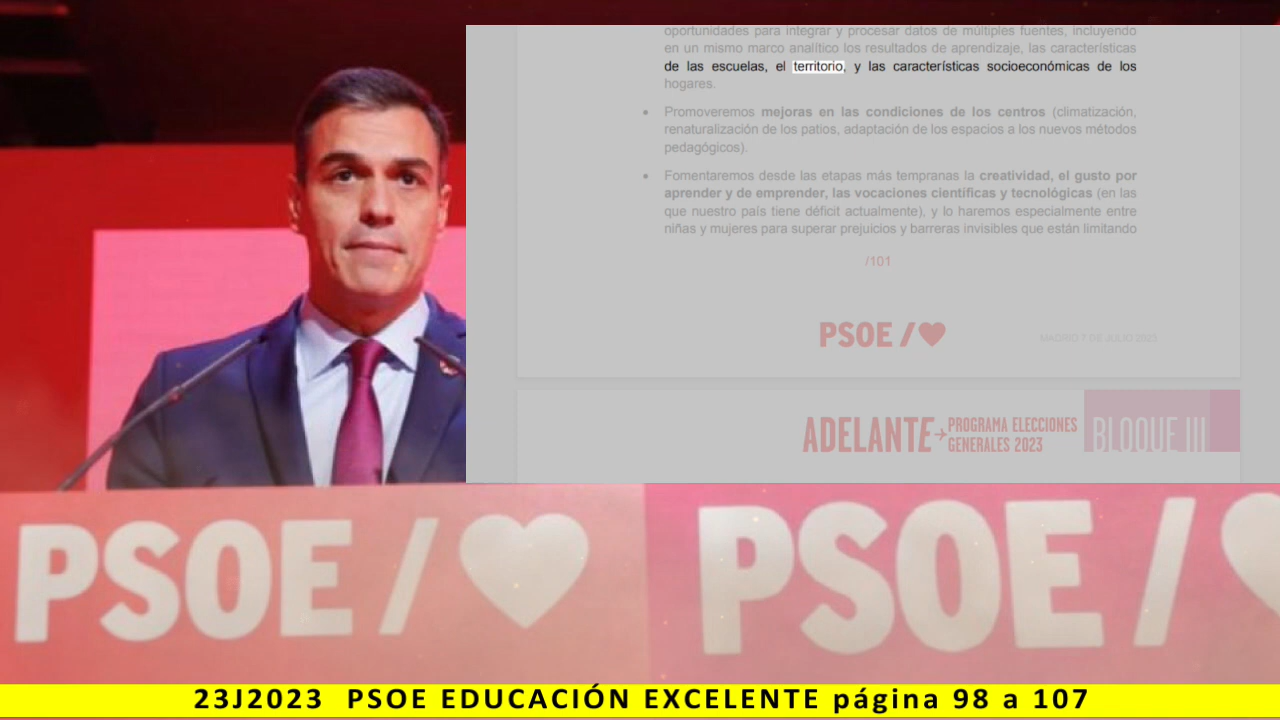 oportunidades para integrar y procesar datos de múltiples fuentes, incluyendo
en un mismo marco analítico los resultados de aprendizaje, las características
de las escuelas, el territorio, y las características socioeconómicas de los
hogares.
• Promoveremos mejoras en las condiciones de los centros (climatización,
renaturalización de los patios, adaptación de los espacios a los nuevos métodos
pedagógicos).
• Fomentaremos desde las etapas más tempranas la creatividad, el gusto por
aprender y de emprender, las vocaciones científicas y tecnológicas (en las
que nuestro país tiene déficit actualmente), y lo haremos especialmente entre
niñas y mujeres para superar prejuicios y barreras invisibles que están limitando
/101
PSOE /
MADRID 7 DE JULIO 2023
ADELANTE PROGRAMA ELECCIONES
GENERALES 2023
BLOQUE III
PSOE /
PSOE /
23J2023 PSOE EDUCACIÓN EXCELENTE página 98 a 107